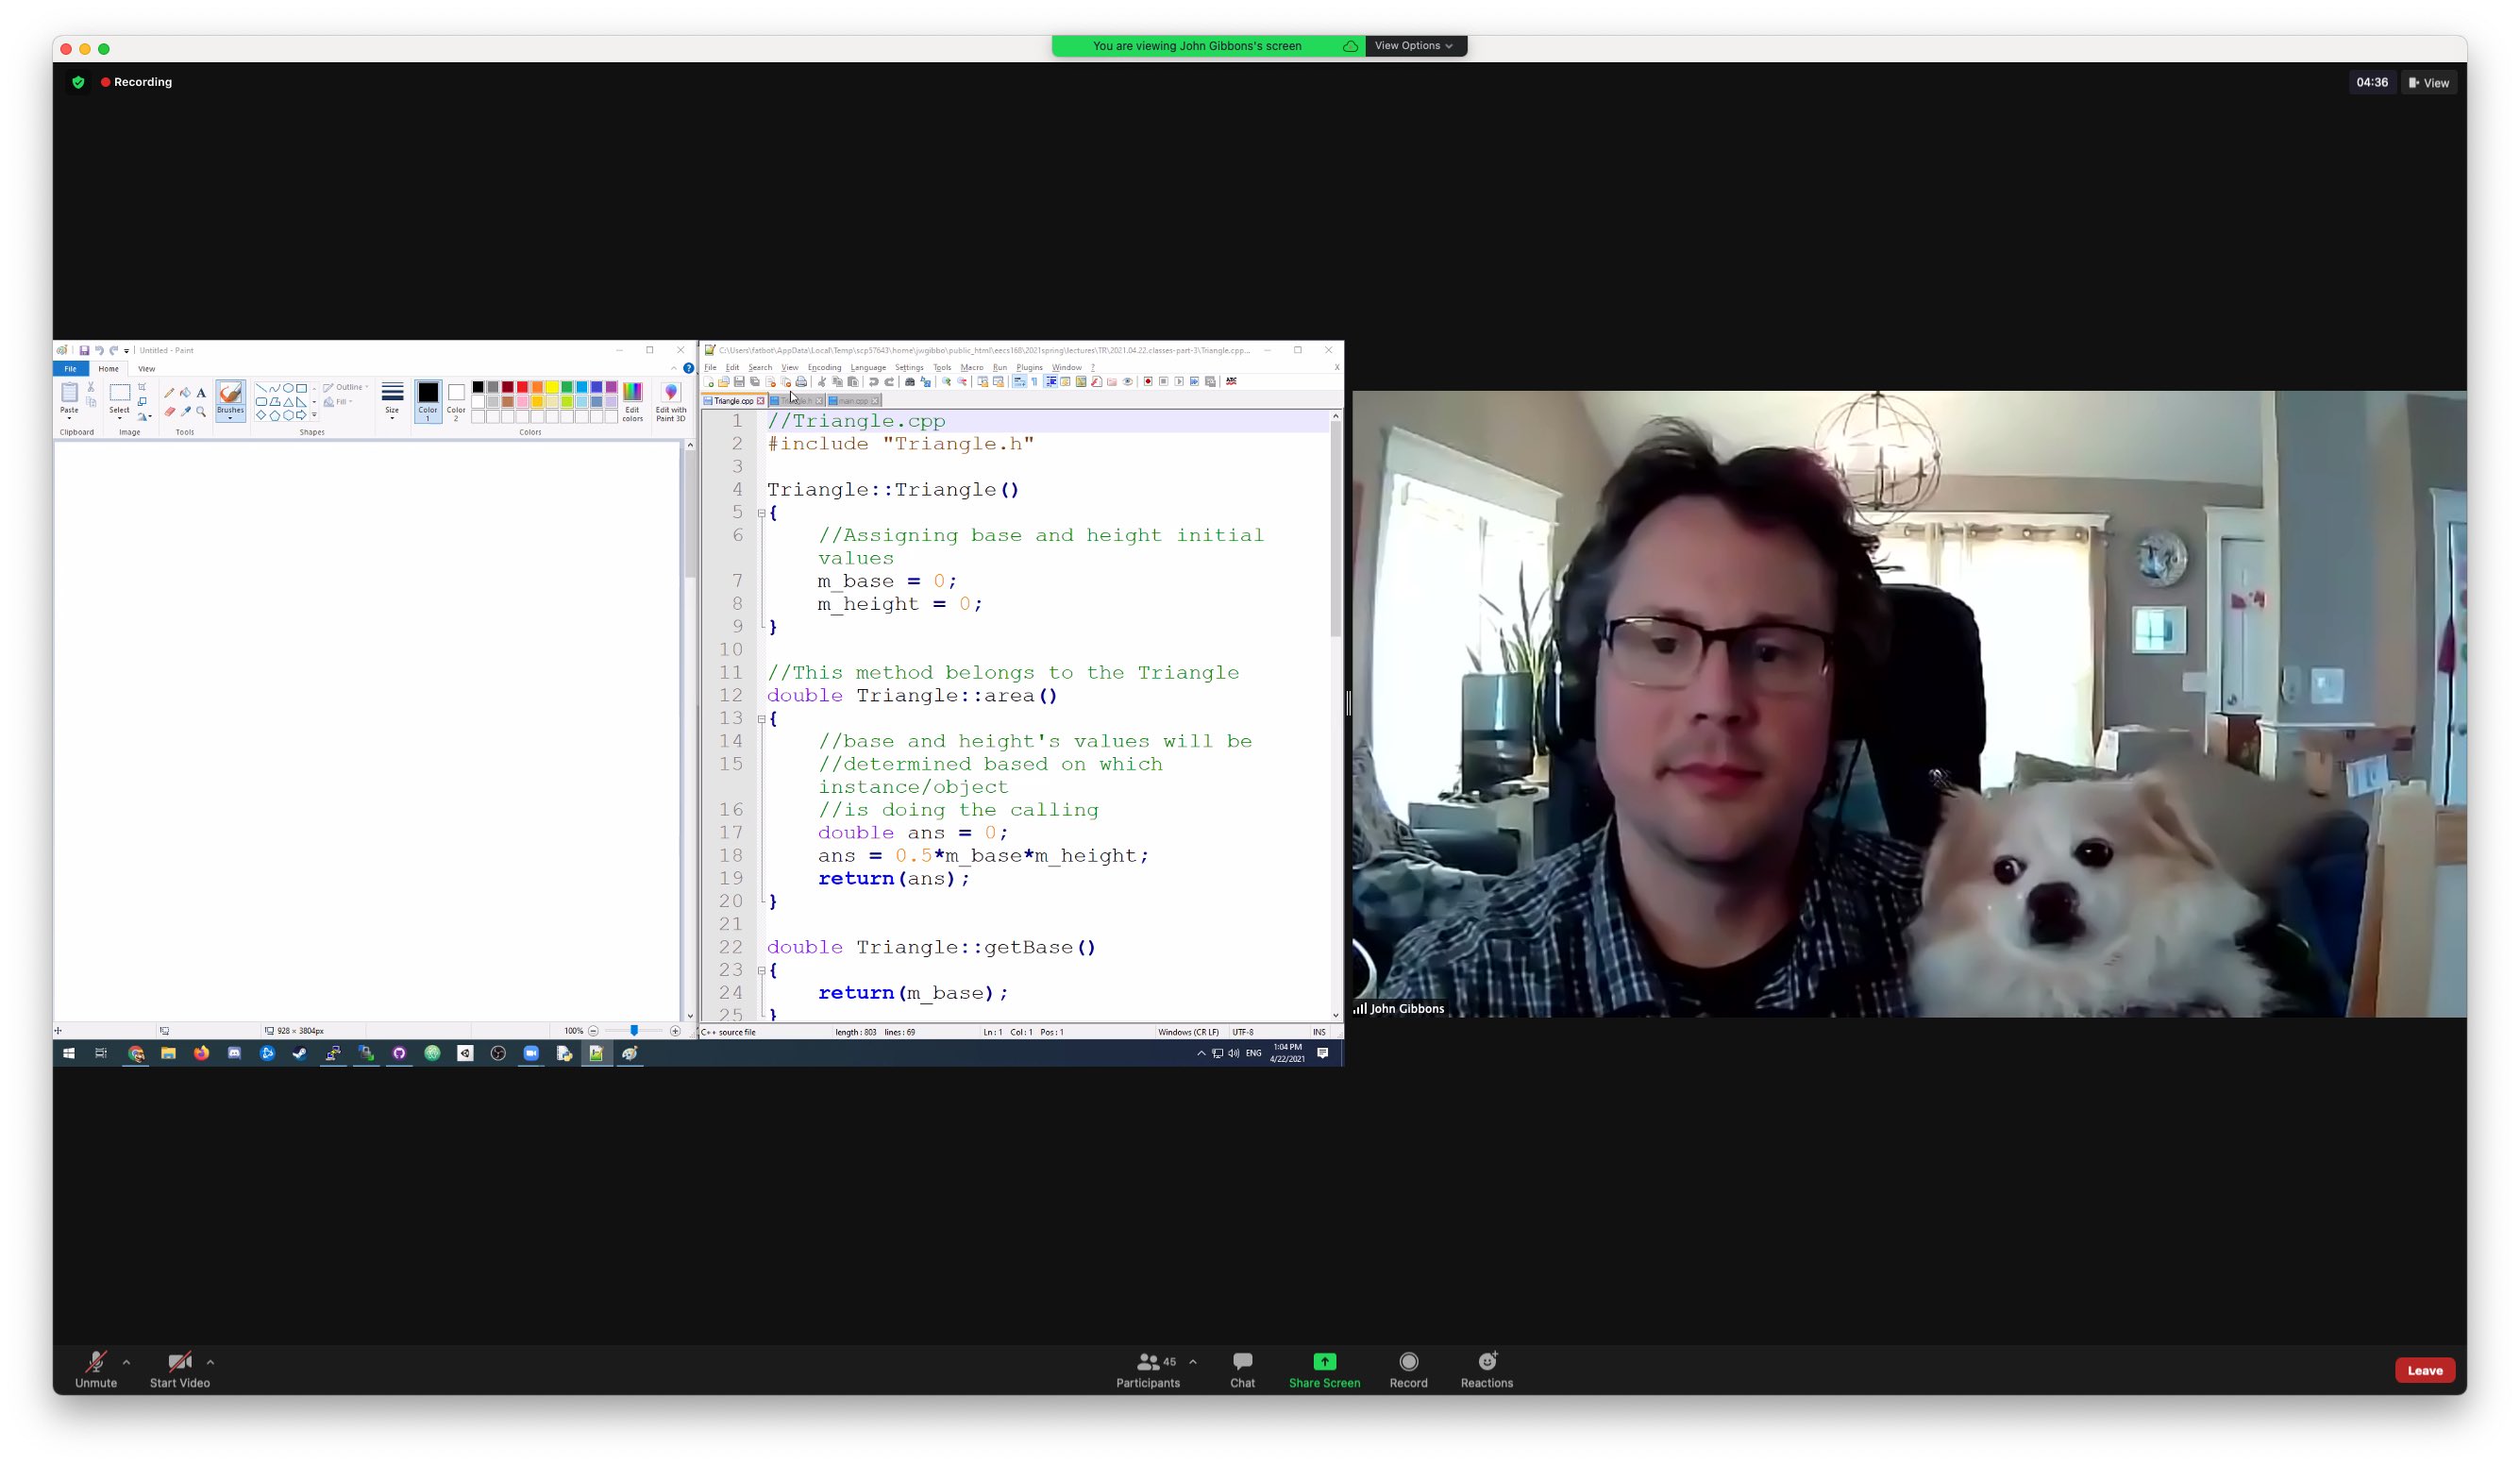 You are viewing John Gibbons's screen
View Options
Recording
04:36
View
Untitled - Paint
File
Home
View
Paste
Select
Brushes
Outline
Fill
Size
Color
1
Color
2
Edit
colors
Edit with
Paint 3D
Clipboard
Image
Tools
Shapes
Colors
928 × 3804px
100%
C:\Users\fatbot\AppData\Local\Temp\scp57643\home\jwgibbo\public_html\eecs168\2021spring\lectures\TR\2021.04.22.classes-part-3\Triangle.cpp...
File Edit Search View Encoding Language Settings Tools Macro Run Plugins Window ?
X
Triangle.cpp
Triangle.h
main.cpp
1 //Triangle.cpp
2 #include "Triangle.h"
3
4 Triangle::Triangle()
5 {
6 //Assigning base and height initial
values
7 m_base = 0;
8 m_height = 0;
9 }
10
11 //This method belongs to the Triangle
12 double Triangle::area()
13 {
14 //base and height's values will be
15 //determined based on which
instance/object
16 //is doing the calling
17 double ans = 0;
18 ans = 0.5*m_base*m_height;
19 return(ans);
20 }
21
22 double Triangle::getBase()
23 {
24 return(m_base);
25 }
C++ source file
length : 803 lines : 69
Ln : 1 Col : 1 Pos : 1
Windows (CR LF)
UTF-8
INS
ENG
1:04 PM
4/22/2021
John Gibbons
Unmute
Start Video
45
Participants
Chat
Share Screen
Record
Reactions
Leave